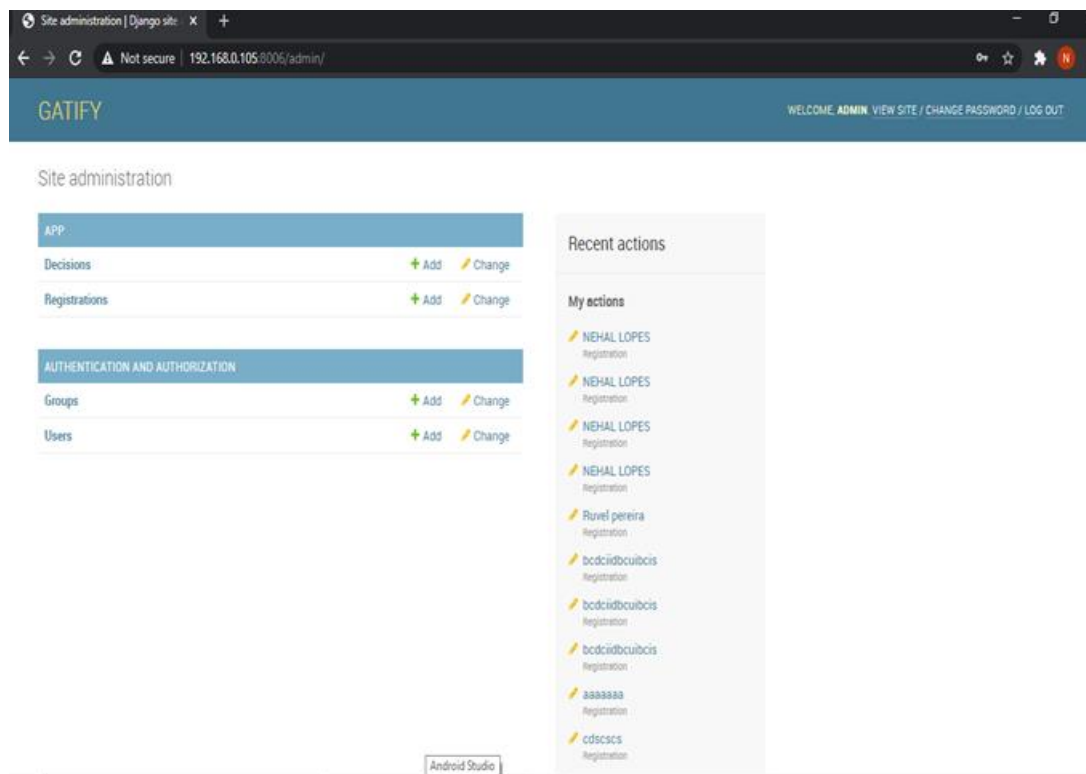 Site administration | Django site
Not secure | 192.168.0.105:8006/admin/
N
GATIFY
WELCOME, ADMIN. VIEW SITE / CHANGE PASSWORD / LOG OUT
Site administration
APP
Decisions + Add Change
Registrations + Add Change
AUTHENTICATION AND AUTHORIZATION
Groups + Add Change
Users + Add Change
Recent actions
My actions
NEHAL LOPES
Registration
NEHAL LOPES
Registration
NEHAL LOPES
Registration
NEHAL LOPES
Registration
Ruvel pereira
Registration
bcdciidbcuibcis
Registration
bcdciidbcuibcis
Registration
bcdciidbcuibcis
Registration
aaaaaaa
Registration
cdscscs
Registration
Android Studio